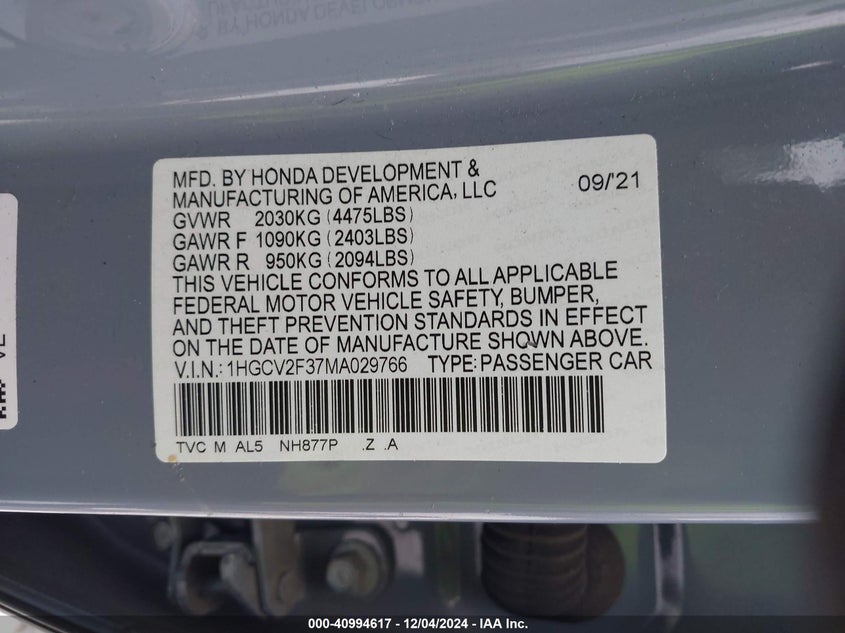 MFD. BY HONDA DEVELOPMENT &
MANUFACTURING OF AMERICA, LLC 09/'21
GVWR 2030KG (4475LBS)
GAWR F 1090KG (2403LBS)
GAWR R 950KG (2094LBS)
THIS VEHICLE CONFORMS TO ALL APPLICABLE
FEDERAL MOTOR VEHICLE SAFETY, BUMPER,
AND THEFT PREVENTION STANDARDS IN EFFECT
ON THE DATE OF MANUFACTURE SHOWN ABOVE.
V.I.N.: 1HGCV2F37MA029766 TYPE: PASSENGER CAR
TVC M AL5 NH877P .Z .A
000-40994617 - 12/04/2024 - IAA Inc.